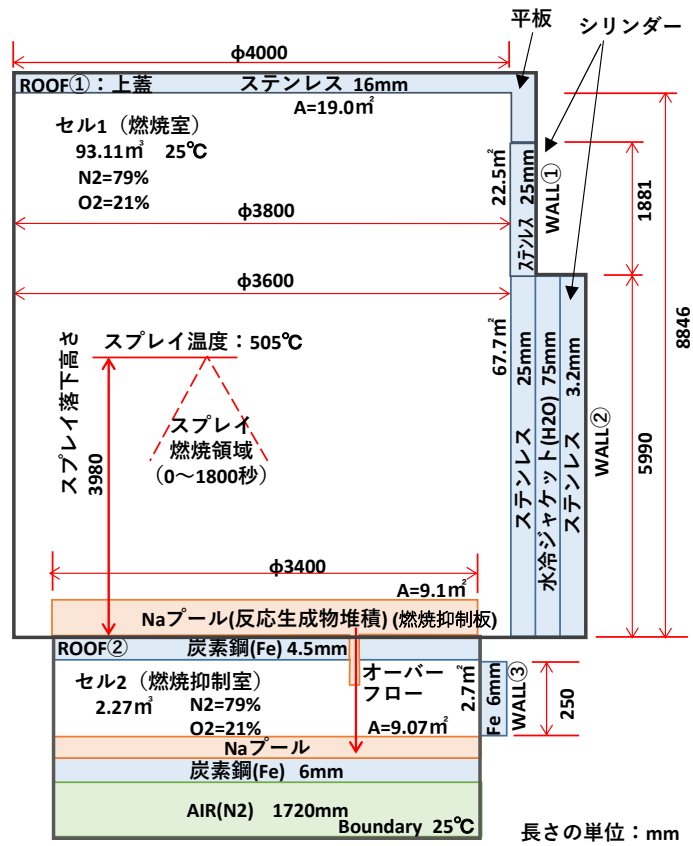 平板
シリンダー
φ4000
ROOF①：上蓋
ステンレス 16mm
A=19.0㎡
セル1（燃焼室）
93.11㎥ 25℃
N2=79%
O2=21%
22.5㎡
ステンレス 25mm
WALL①
1881
8846
φ3800
φ3600
スプレイ落下高さ
3980
スプレイ温度：505℃
スプレイ
燃焼領域
（0～1800秒）
67.7㎡
ステンレス 25mm
水冷ジャケット(H2O) 75mm
ステンレス 3.2mm
WALL②
5990
φ3400
A=9.1㎡
Naプール(反応生成物堆積) (燃焼抑制板)
ROOF②
炭素鋼(Fe) 4.5mm
セル2（燃焼抑制室）
2.27㎥
N2=79%
O2=21%
オーバー
フロー
A=9.07㎡
2.7㎡
Fe 6mm
WALL③
250
Naプール
炭素鋼(Fe) 6mm
AIR(N2) 1720mm
Boundary 25℃
長さの単位：mm